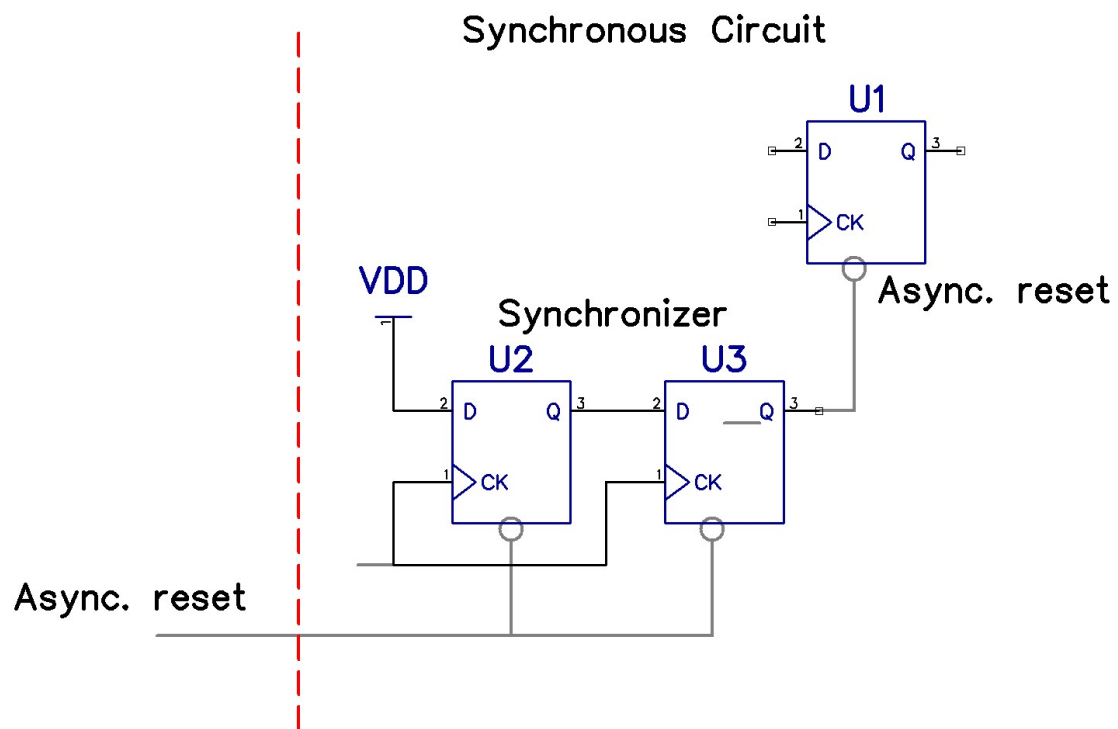 Synchronous Circuit
U1
2 D Q 3
1 CK
Async. reset
VDD
1
Synchronizer
U2
2 D Q 3
1 CK
U3
2 D Q 3
1 CK
Async. reset